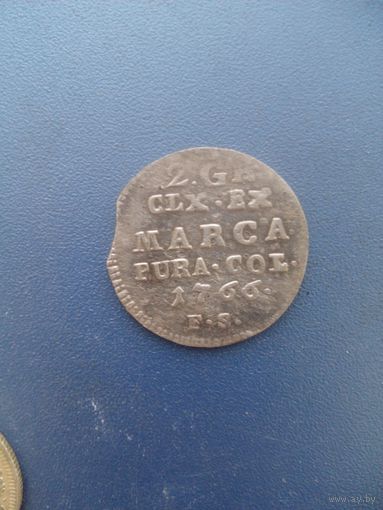 2. GR
CLX · EX
MARCA
PURA · COL ·
1766.
F · S ·
www.ay.by